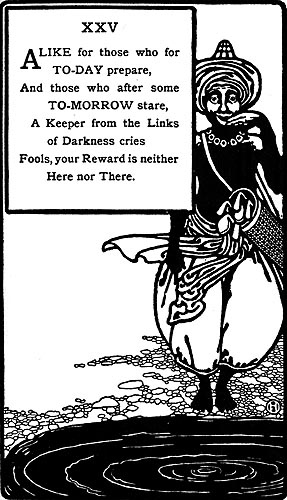 XXV
ALIKE for those who for
TO-DAY prepare,
And those who after some
TO-MORROW stare,
A Keeper from the Links
of Darkness cries
Fools, your Reward is neither
Here nor There.